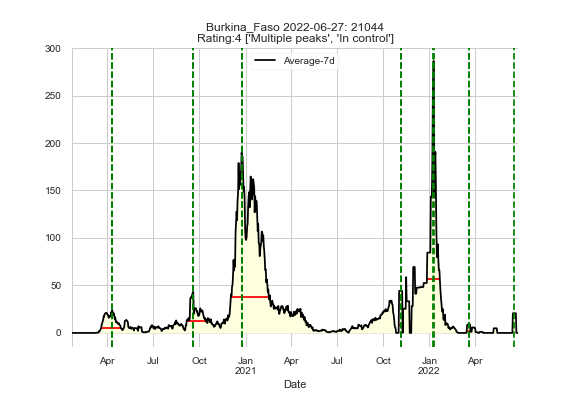 Burkina_Faso 2022-06-27: 21044
Rating:4 ['Multiple peaks', 'In control']
300
250
200
150
100
50
0
Average-7d
Apr Jul Oct Jan Apr Jul Oct Jan Apr
2021 2022
Date